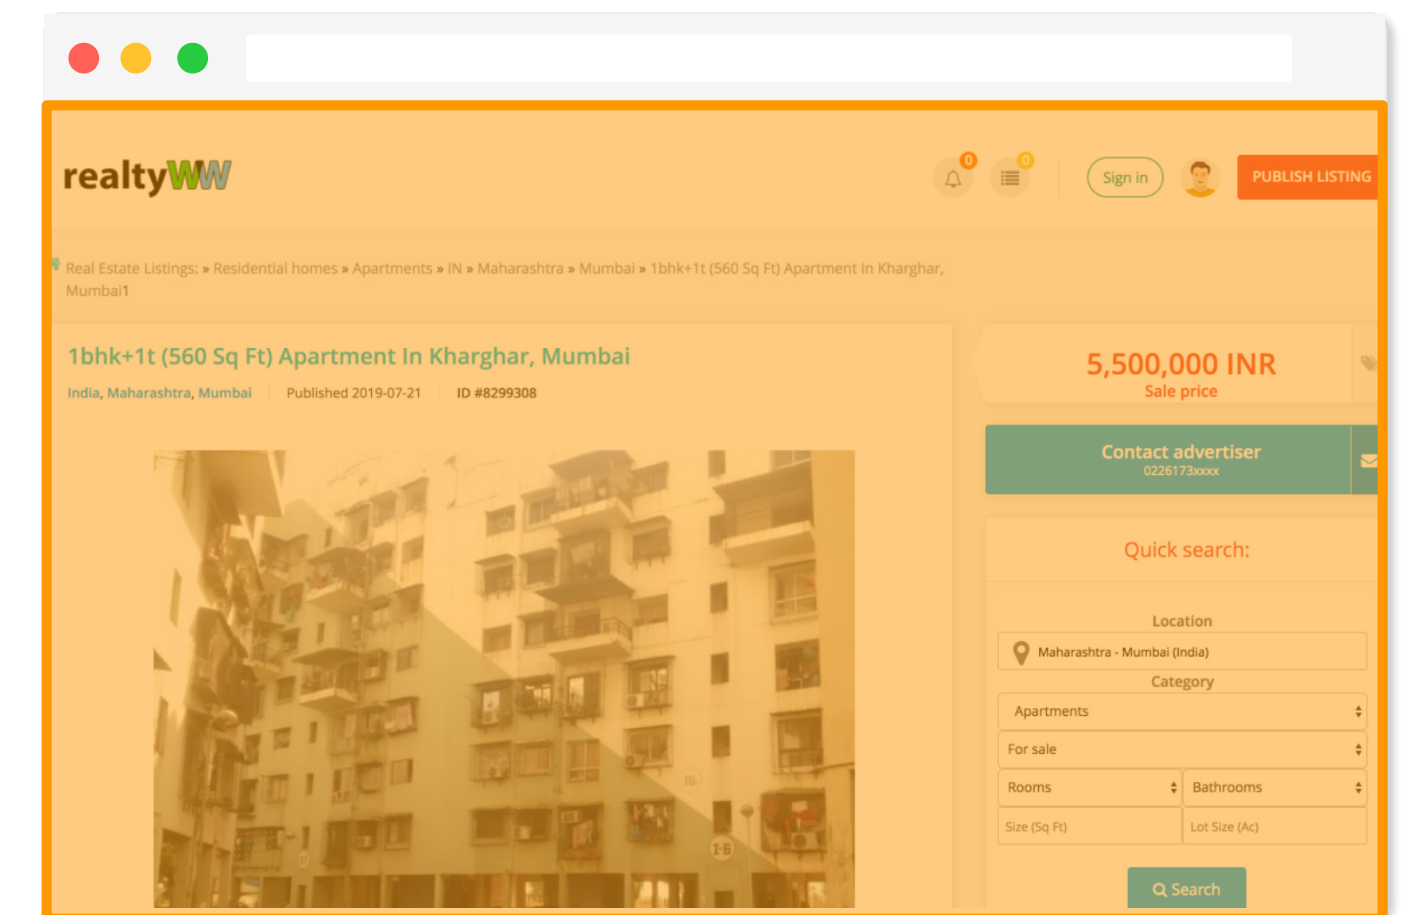 realtyWW
0
0
Sign in
PUBLISH LISTING
Real Estate Listings: » Residential homes » Apartments » IN » Maharashtra » Mumbai » 1bhk+1t (560 Sq Ft) Apartment In Kharghar,
Mumbai1
1bhk+1t (560 Sq Ft) Apartment In Kharghar, Mumbai
India, Maharashtra, Mumbai Published 2019-07-21 ID #8299308
5,500,000 INR
Sale price
Contact advertiser
0226173xxxx
Quick search:
Location
Maharashtra - Mumbai (India)
Category
Apartments
For sale
Rooms Bathrooms
Size (Sq Ft) Lot Size (Ac)
Search
I-6